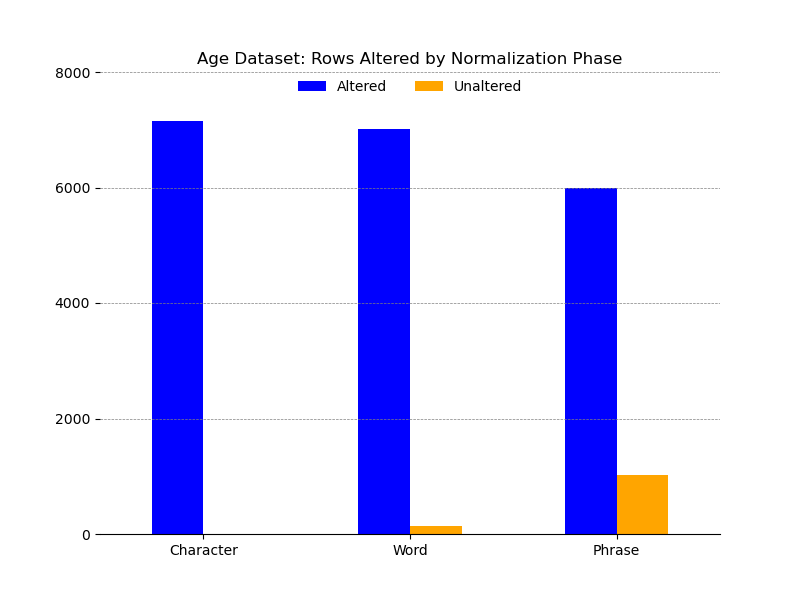 Age Dataset: Rows Altered by Normalization Phase
Altered Unaltered
8000
6000
4000
2000
0
Character Word Phrase